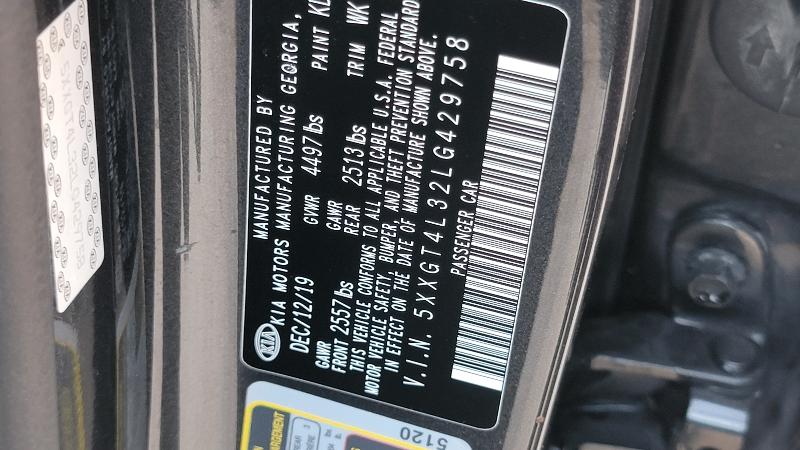 KIA
MANUFACTURED BY
KIA MOTORS MANUFACTURING GEORGIA,
DEC/12/19 GVWR 4497lbs PAINT
GAWR FRONT 2557lbs GAWR REAR 2513lbs TRIM WK
THIS VEHICLE CONFORMS TO ALL APPLICABLE U.S.A. FEDERAL
MOTOR VEHICLE SAFETY, BUMPER, AND THEFT PREVENTION STANDARD
IN EFFECT ON THE DATE OF MANUFACTURE SHOWN ABOVE.
V.I.N. 5XXGT4L32LG429758
PASSENGER CAR
5120